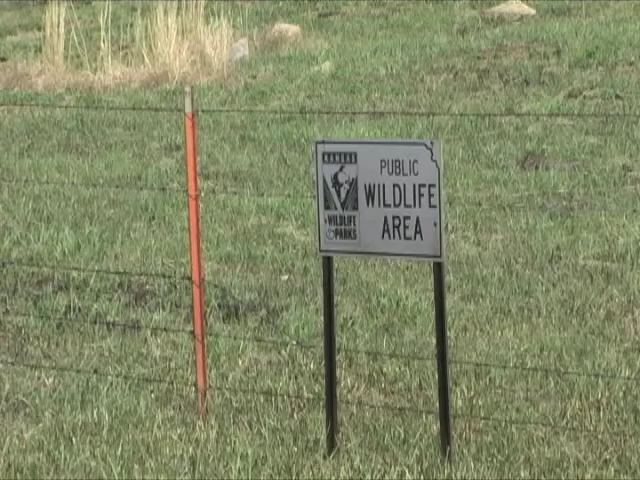 KANSAS
WILDLIFE
& PARKS
PUBLIC
WILDLIFE
AREA